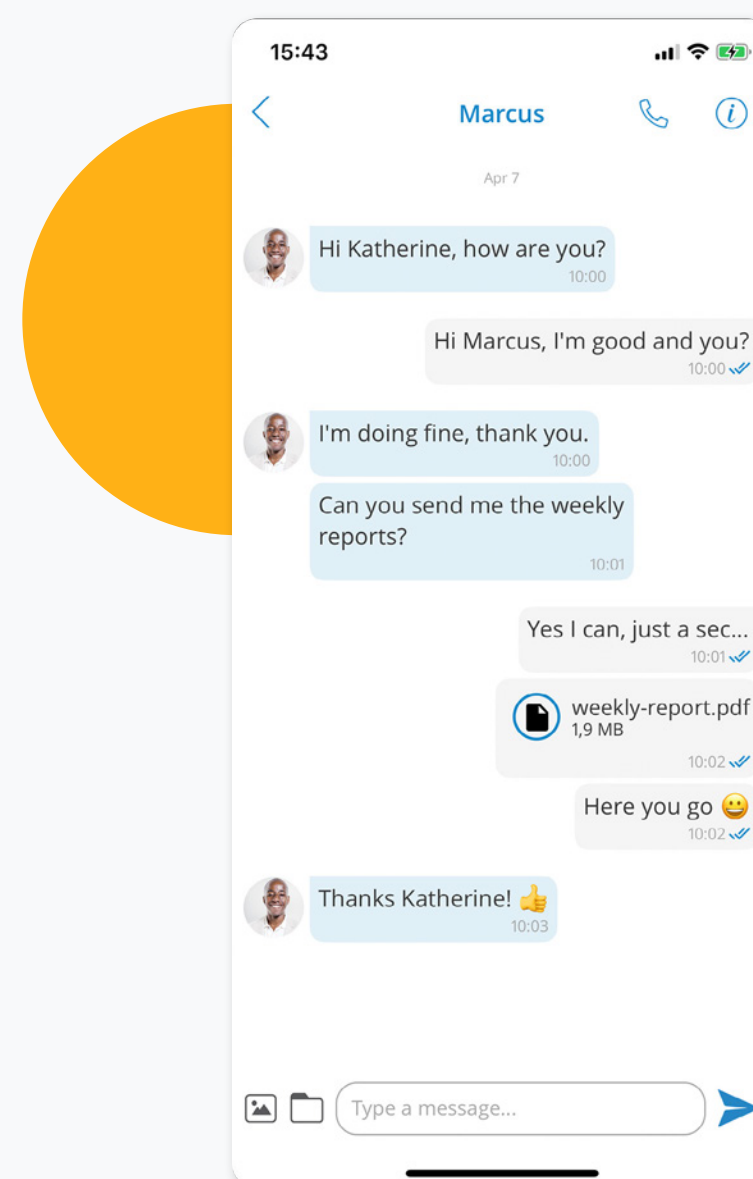 15:43
Marcus
Apr 7
Hi Katherine, how are you?
10:00
Hi Marcus, I'm good and you?
10:00
I'm doing fine, thank you.
10:00
Can you send me the weekly
reports?
10:01
Yes I can, just a sec...
10:01
weekly-report.pdf
1,9 MB
10:02
Here you go 😀
10:02
Thanks Katherine! 👍
10:03
Type a message...